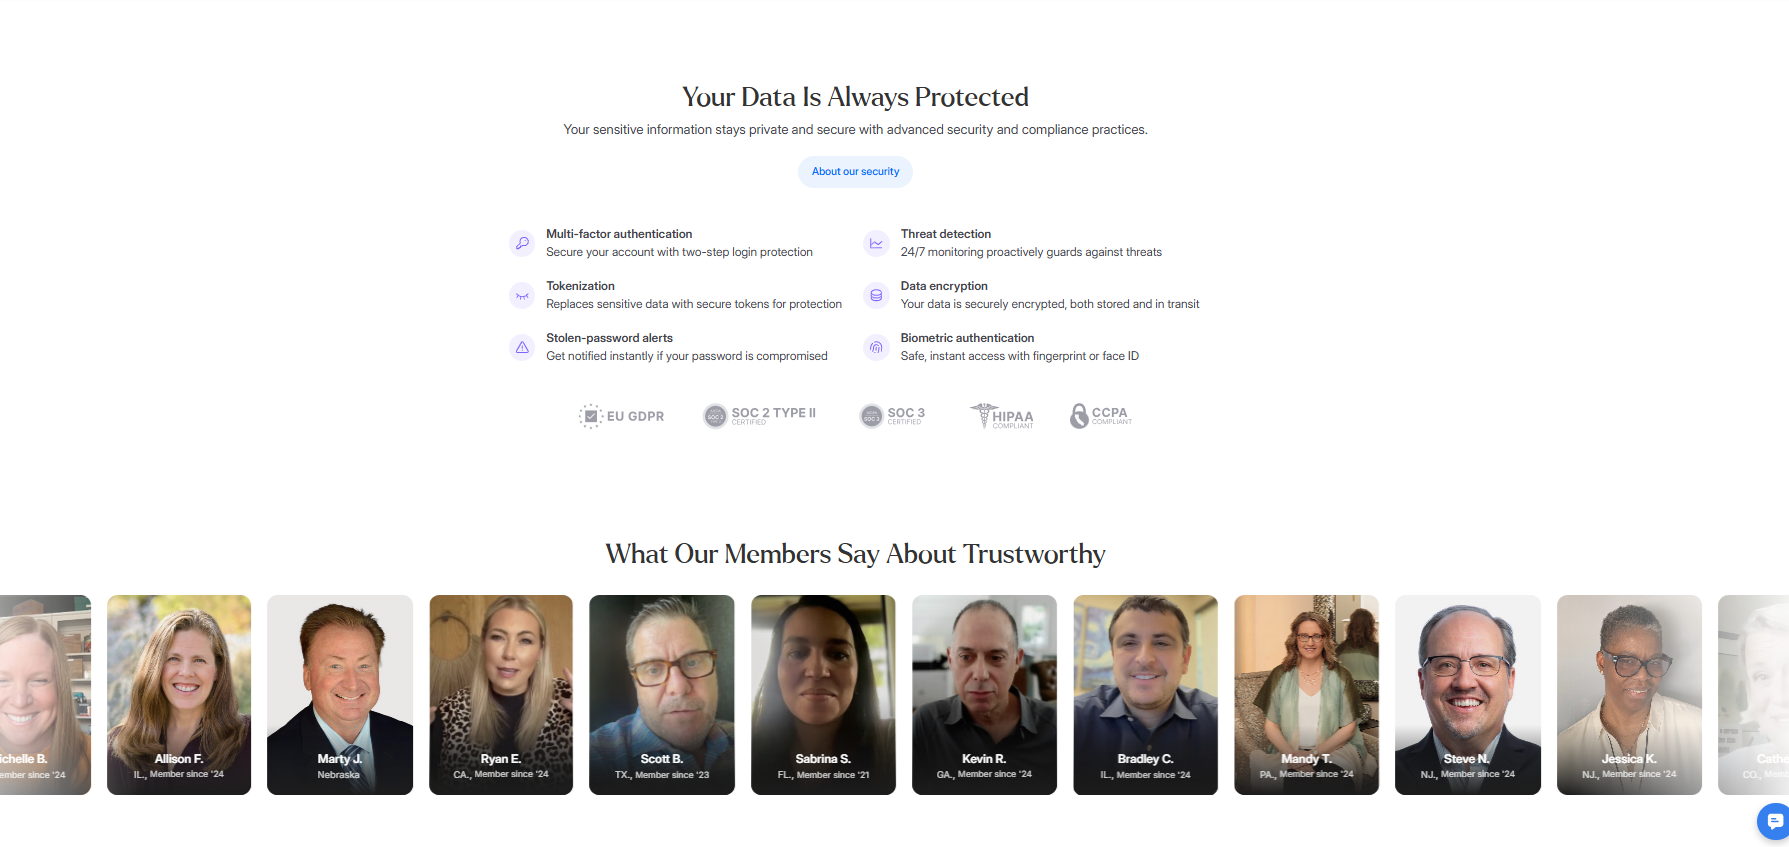 Your Data Is Always Protected
Your sensitive information stays private and secure with advanced security and compliance practices.
About our security
Multi-factor authentication
Secure your account with two-step login protection
Threat detection
24/7 monitoring proactively guards against threats
Tokenization
Replaces sensitive data with secure tokens for protection
Data encryption
Your data is securely encrypted, both stored and in transit
Stolen-password alerts
Get notified instantly if your password is compromised
Biometric authentication
Safe, instant access with fingerprint or face ID
EU GDPR
SOC 2 TYPE II
CERTIFIED
SOC 3
CERTIFIED
HIPAA
COMPLIANT
CCPA
COMPLIANT
What Our Members Say About Trustworthy
ichelle B.
ember since '24
Allison F.
IL., Member since '24
Marty J.
Nebraska
Ryan E.
CA., Member since '24
Scott B.
TX., Member since '23
Sabrina S.
FL., Member since '21
Kevin R.
GA., Member since '24
Bradley C.
IL., Member since '24
Mandy T.
PA., Member since '24
Steve N.
NJ., Member since '24
Jessica K.
NJ., Member since '24
Cathe
CO., Memb